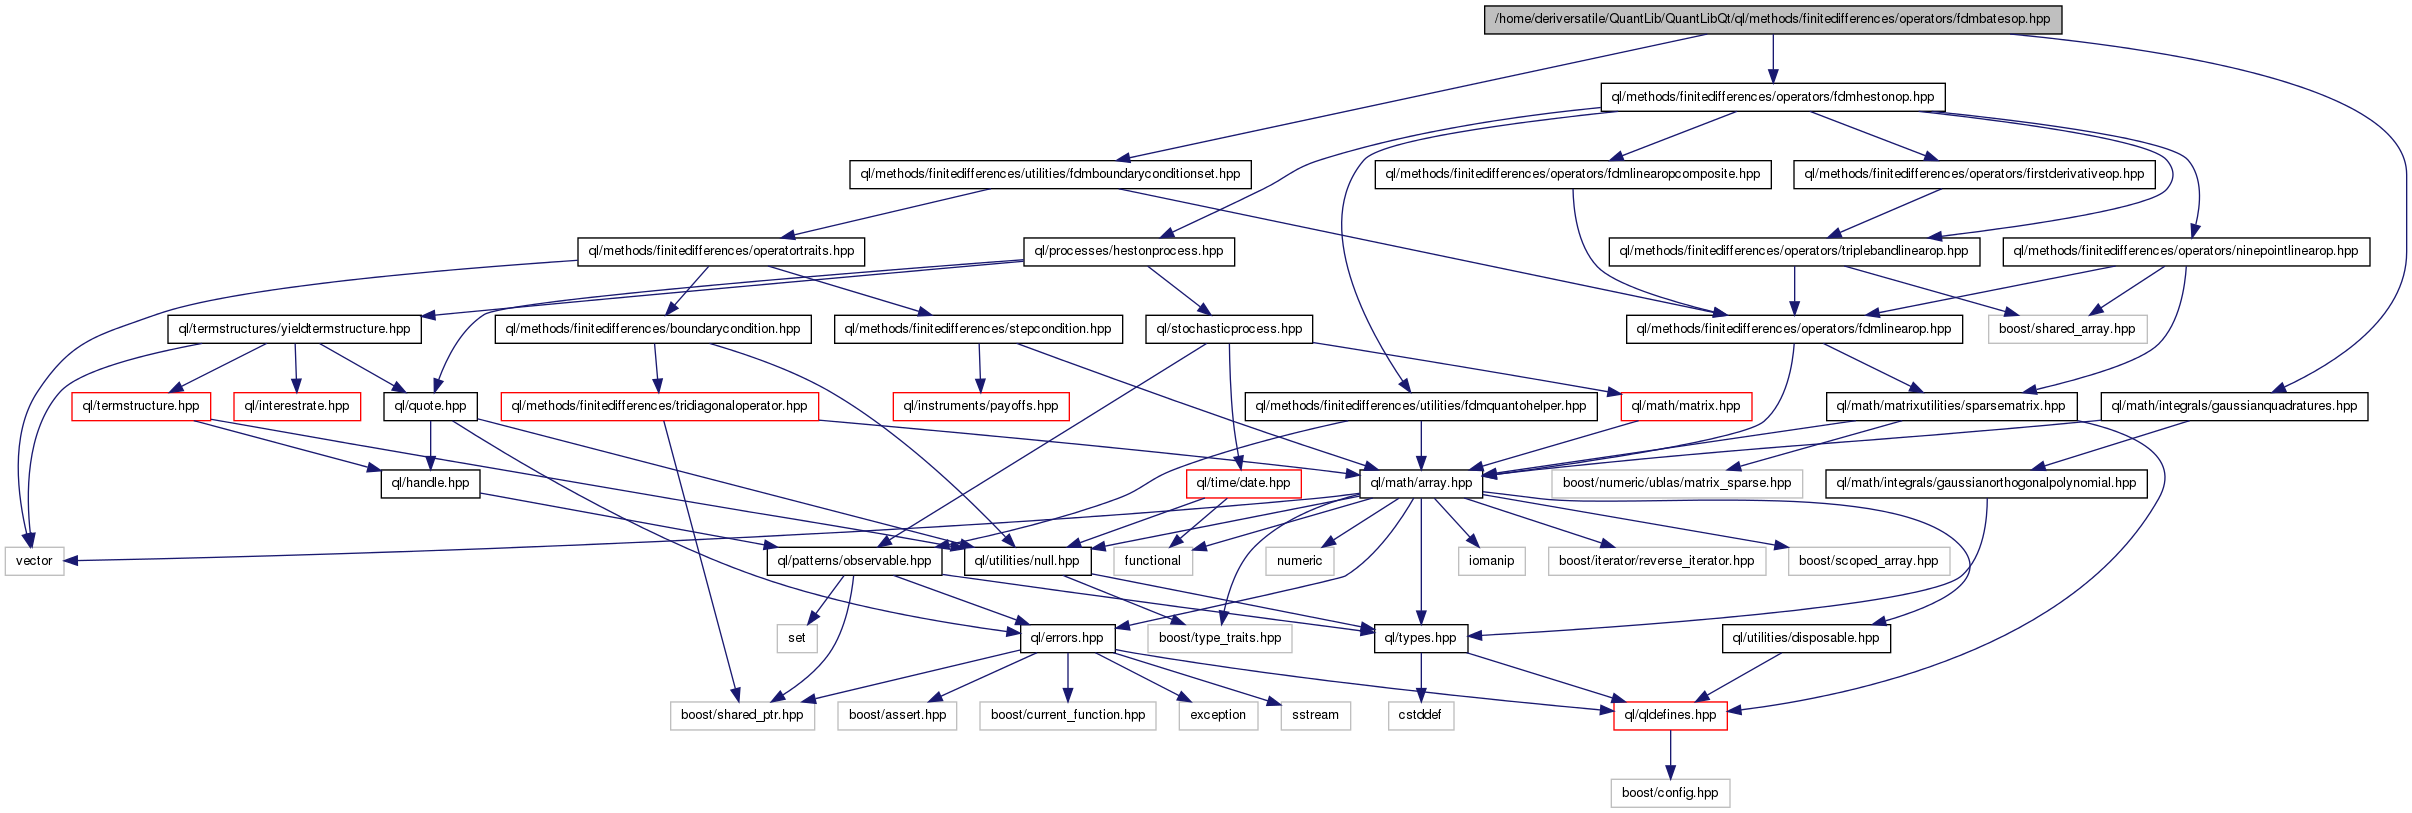 /home/deriversatile/QuantLib/QuantLibQt/ql/methods/finitedifferences/operators/fdmbatesop.hpp
ql/methods/finitedifferences/operators/fdmhestonop.hpp
ql/methods/finitedifferences/utilities/fdmboundaryconditionset.hpp
ql/methods/finitedifferences/operators/fdmlinearopcomposite.hpp
ql/methods/finitedifferences/operators/firstderivativeop.hpp
ql/methods/finitedifferences/operatortraits.hpp
ql/processes/hestonprocess.hpp
ql/methods/finitedifferences/operators/triplebandlinearop.hpp
ql/methods/finitedifferences/operators/ninepointlinearop.hpp
ql/termstructures/yieldtermstructure.hpp
ql/methods/finitedifferences/boundarycondition.hpp
ql/methods/finitedifferences/stepcondition.hpp
ql/stochasticprocess.hpp
ql/methods/finitedifferences/operators/fdmlinearop.hpp
boost/shared_array.hpp
ql/termstructure.hpp
ql/interestrate.hpp
ql/quote.hpp
ql/methods/finitedifferences/tridiagonaloperator.hpp
ql/instruments/payoffs.hpp
ql/methods/finitedifferences/utilities/fdmquantohelper.hpp
ql/math/matrix.hpp
ql/math/matrixutilities/sparsematrix.hpp
ql/math/integrals/gaussianquadratures.hpp
ql/handle.hpp
ql/time/date.hpp
ql/math/array.hpp
boost/numeric/ublas/matrix_sparse.hpp
ql/math/integrals/gaussianorthogonalpolynomial.hpp
vector
ql/patterns/observable.hpp
ql/utilities/null.hpp
functional
numeric
iomanip
boost/iterator/reverse_iterator.hpp
boost/scoped_array.hpp
set
ql/errors.hpp
boost/type_traits.hpp
ql/types.hpp
ql/utilities/disposable.hpp
boost/shared_ptr.hpp
boost/assert.hpp
boost/current_function.hpp
exception
sstream
cstddef
ql/qldefines.hpp
boost/config.hpp